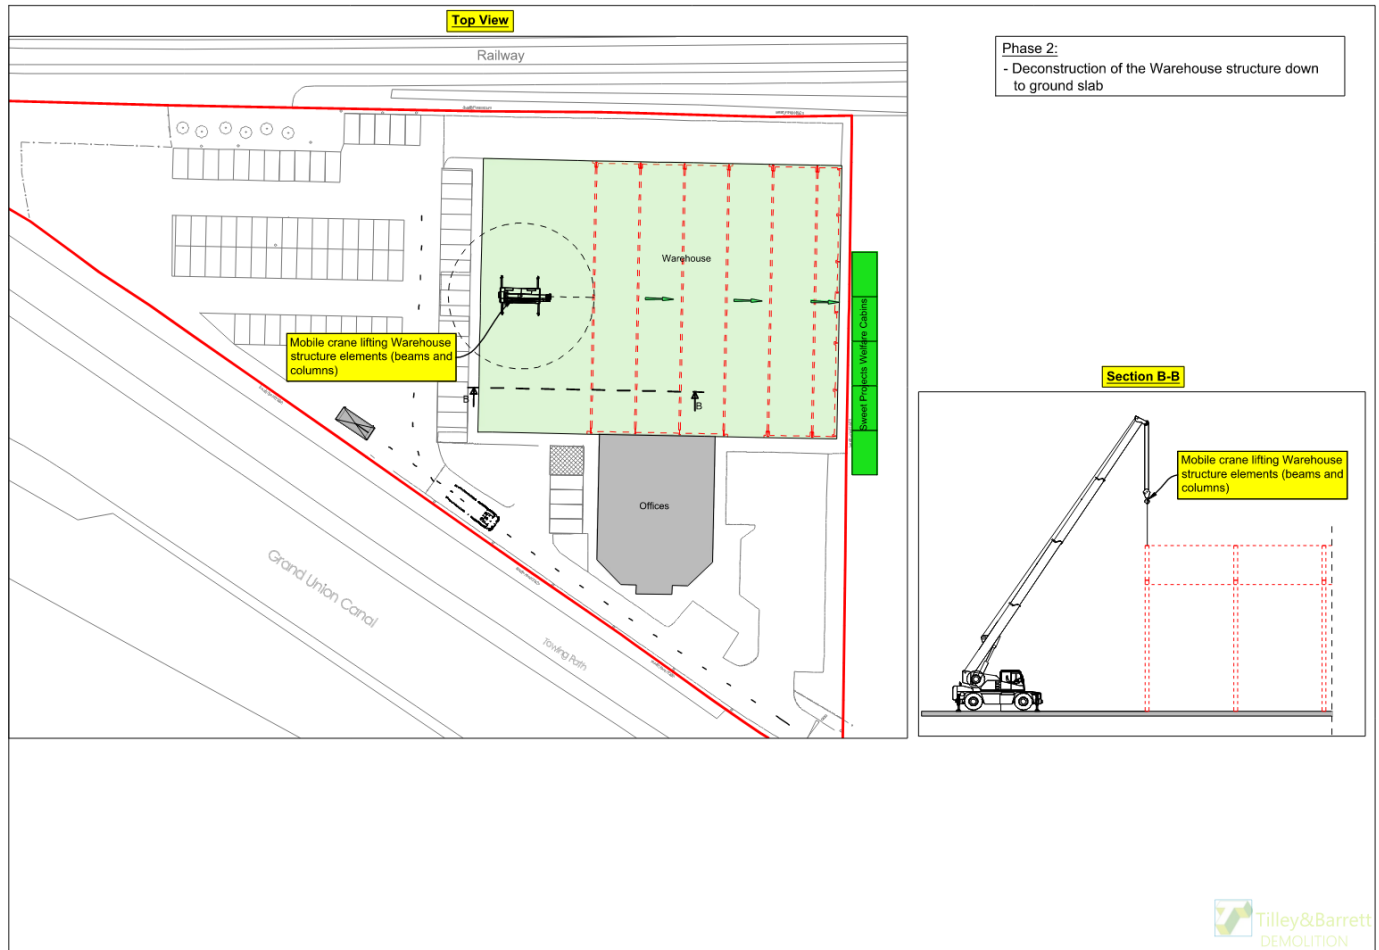 Top View
Railway
Phase 2:
- Deconstruction of the Warehouse structure down
to ground slab
Warehouse
Mobile crane lifting Warehouse
structure elements (beams and
columns)
Sweet Projects Welfare Cabins
B
B
Offices
Grand Union Canal
Towing Path
Section B-B
Mobile crane lifting Warehouse
structure elements (beams and
columns)
Tilley&Barrett
DEMOLITION